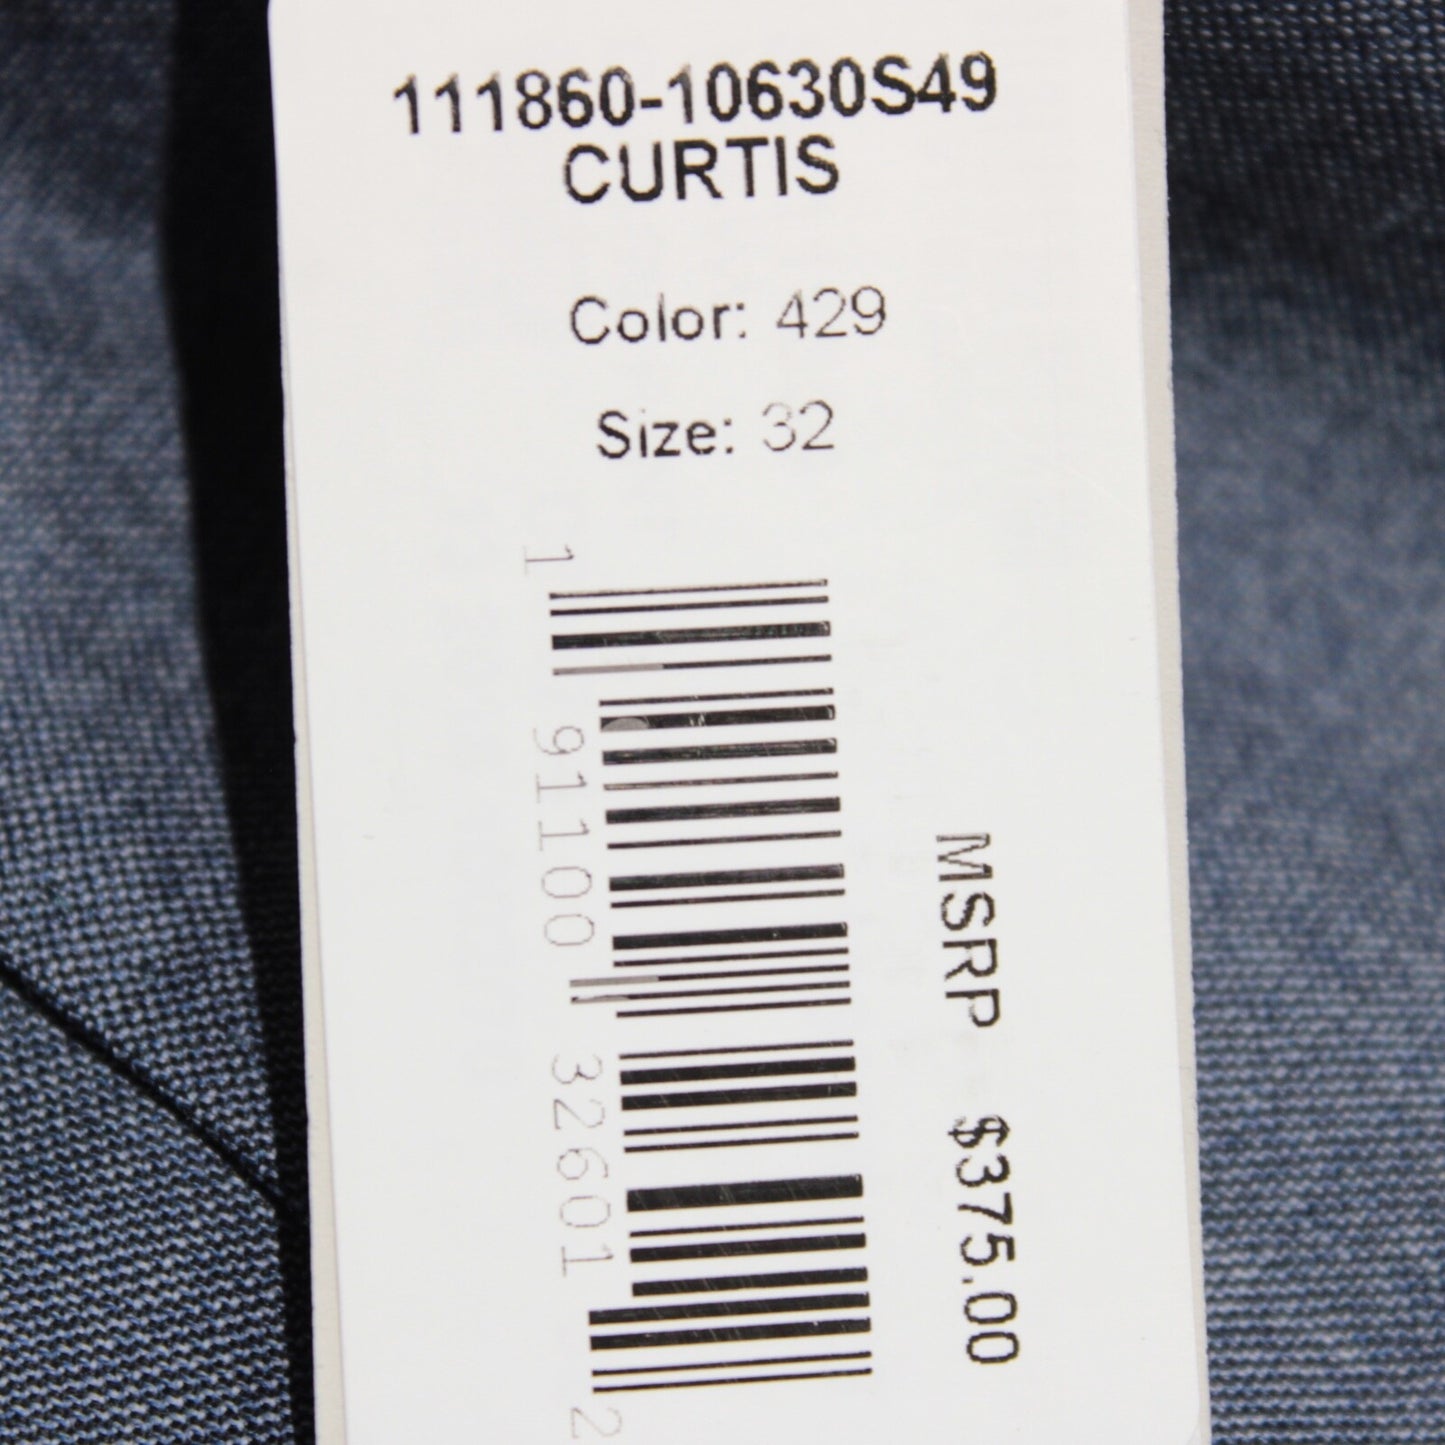 111860-10630S49
CURTIS
Color: 429
Size: 32
1 91100 32601 2
MSRP $375.00